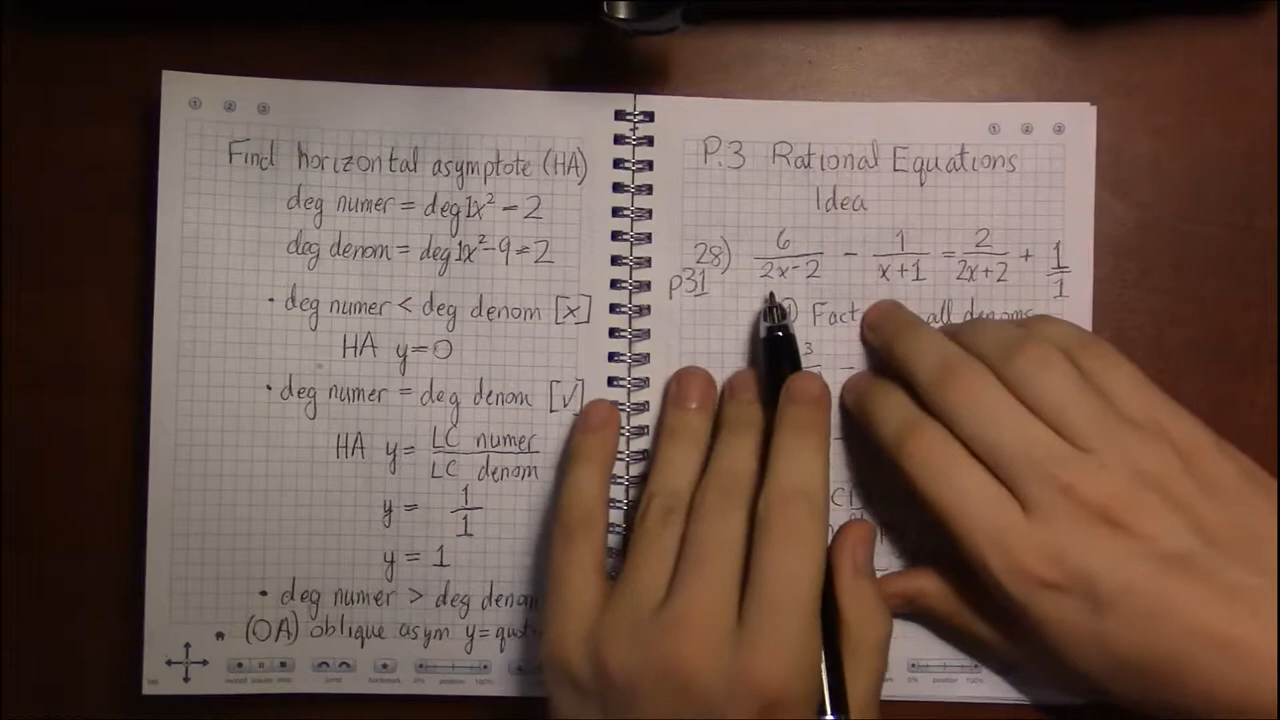 Find horizontal asymptote (HA)
deg numer = deg 1x² = 2
deg denom = deg 1x²-9 = 2
• deg numer < deg denom [x]
HA y=0
• deg numer = deg denom [√]
HA y = LC numer / LC denom
y = 1/1
y = 1
• deg numer > deg denom
(OA) oblique asym y=
P.3 Rational Equations
Idea
28) 6/(2x-2) - 1/(x+1) = 2/(2x+2) + 1/1
p31
1) Fact all denoms
3
-